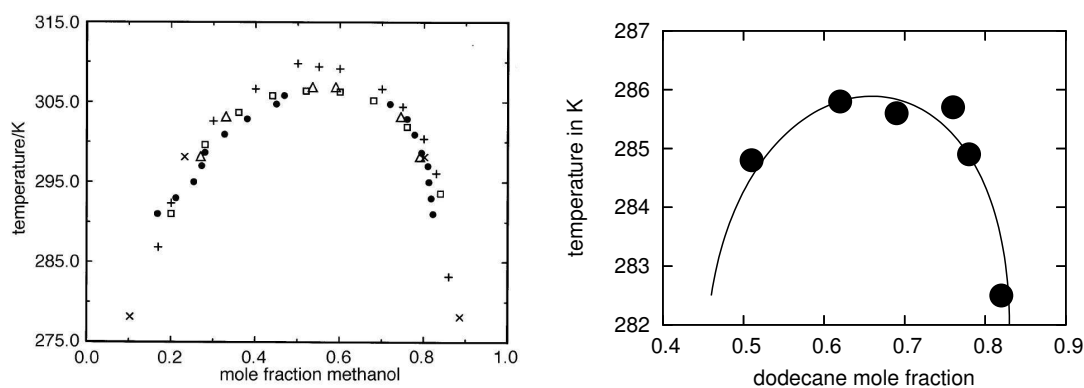 315.0
305.0
295.0
285.0
275.0
temperature/K
0.0 0.2 0.4 0.6 0.8 1.0
mole fraction methanol
287
286
285
284
283
282
temperature in K
0.4 0.5 0.6 0.7 0.8 0.9
dodecane mole fraction